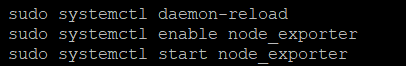 sudo systemctl daemon-reload
sudo systemctl enable node_exporter
sudo systemctl start node_exporter